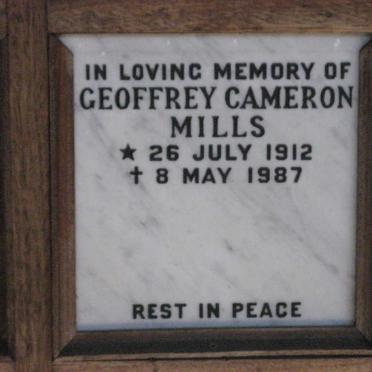 IN LOVING MEMORY OF
GEOFFREY CAMERON
MILLS
★ 26 JULY 1912
✝ 8 MAY 1987
REST IN PEACE